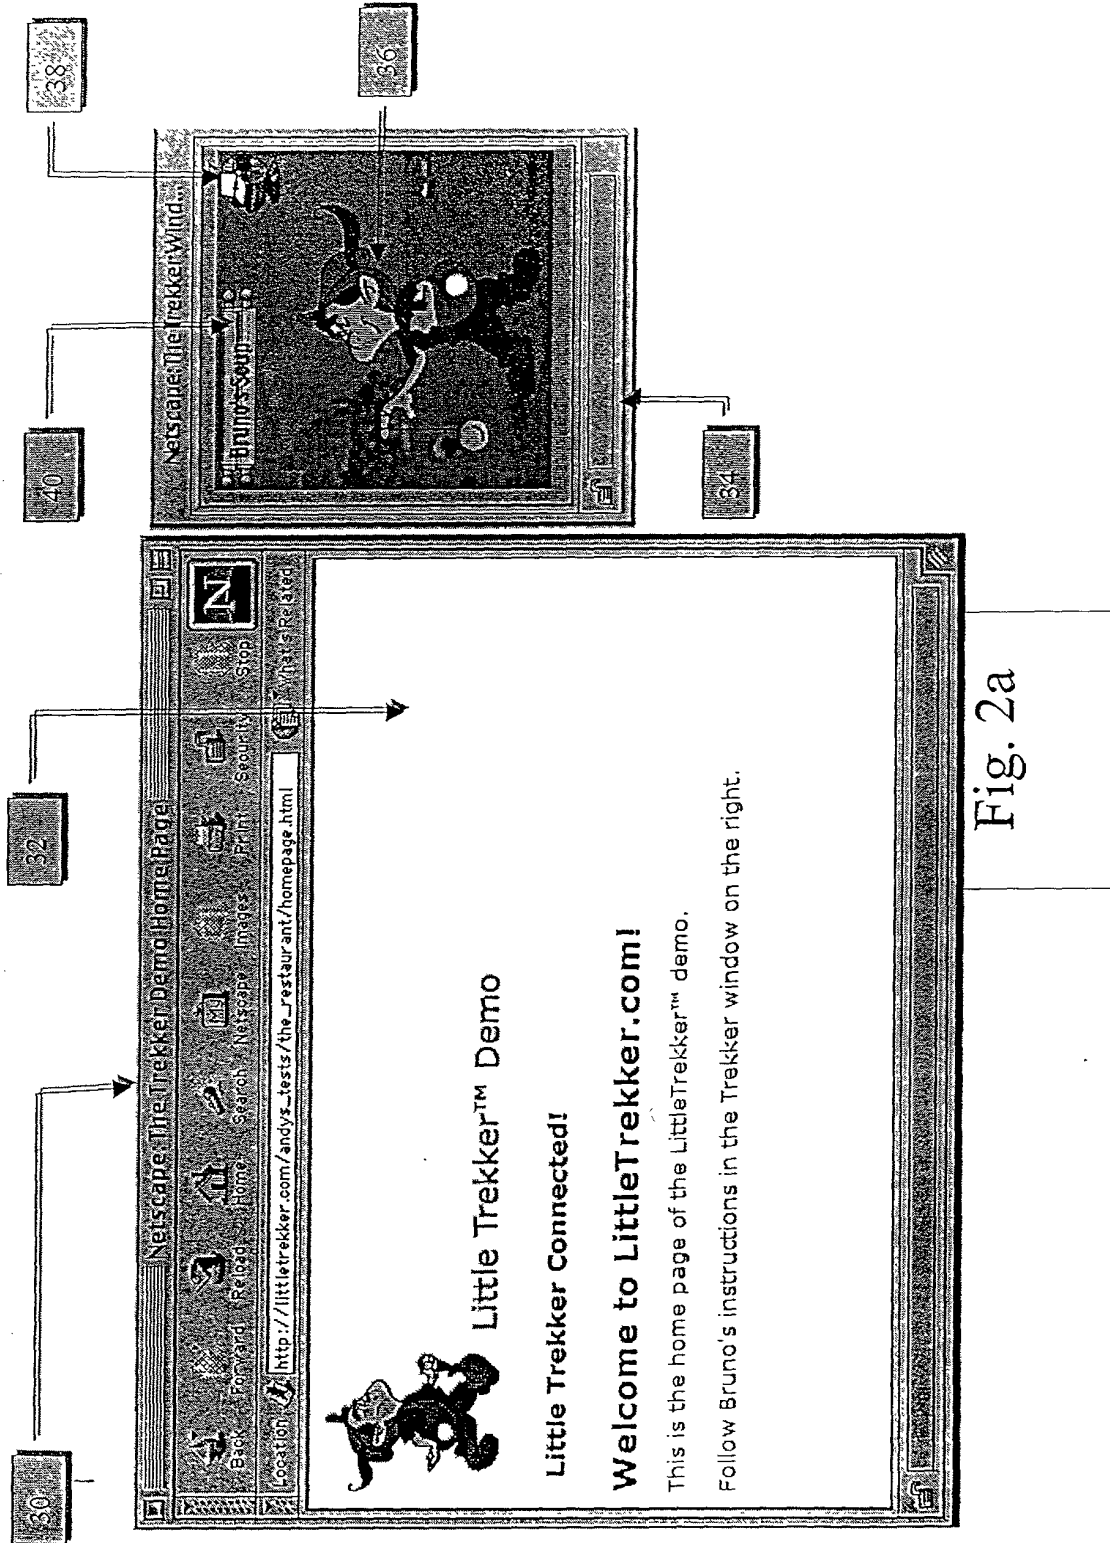 30
32
40
38
Netscape: The Trekker Demo Home Page
Netscape: The Trekker Wind...
Back Forward Reload Home Search Netscape Images Print Security Stop
My
N
Location http://littletrekker.com/andys_tests/the_restaurant/homepage.html
What's Related
Bruno's Soup
36
Little Trekker™ Demo
Little Trekker Connected!
Welcome to LittleTrekker.com!
This is the home page of the LittleTrekker™ demo.
Follow Bruno's instructions in the Trekker window on the right.
34
Fig. 2a